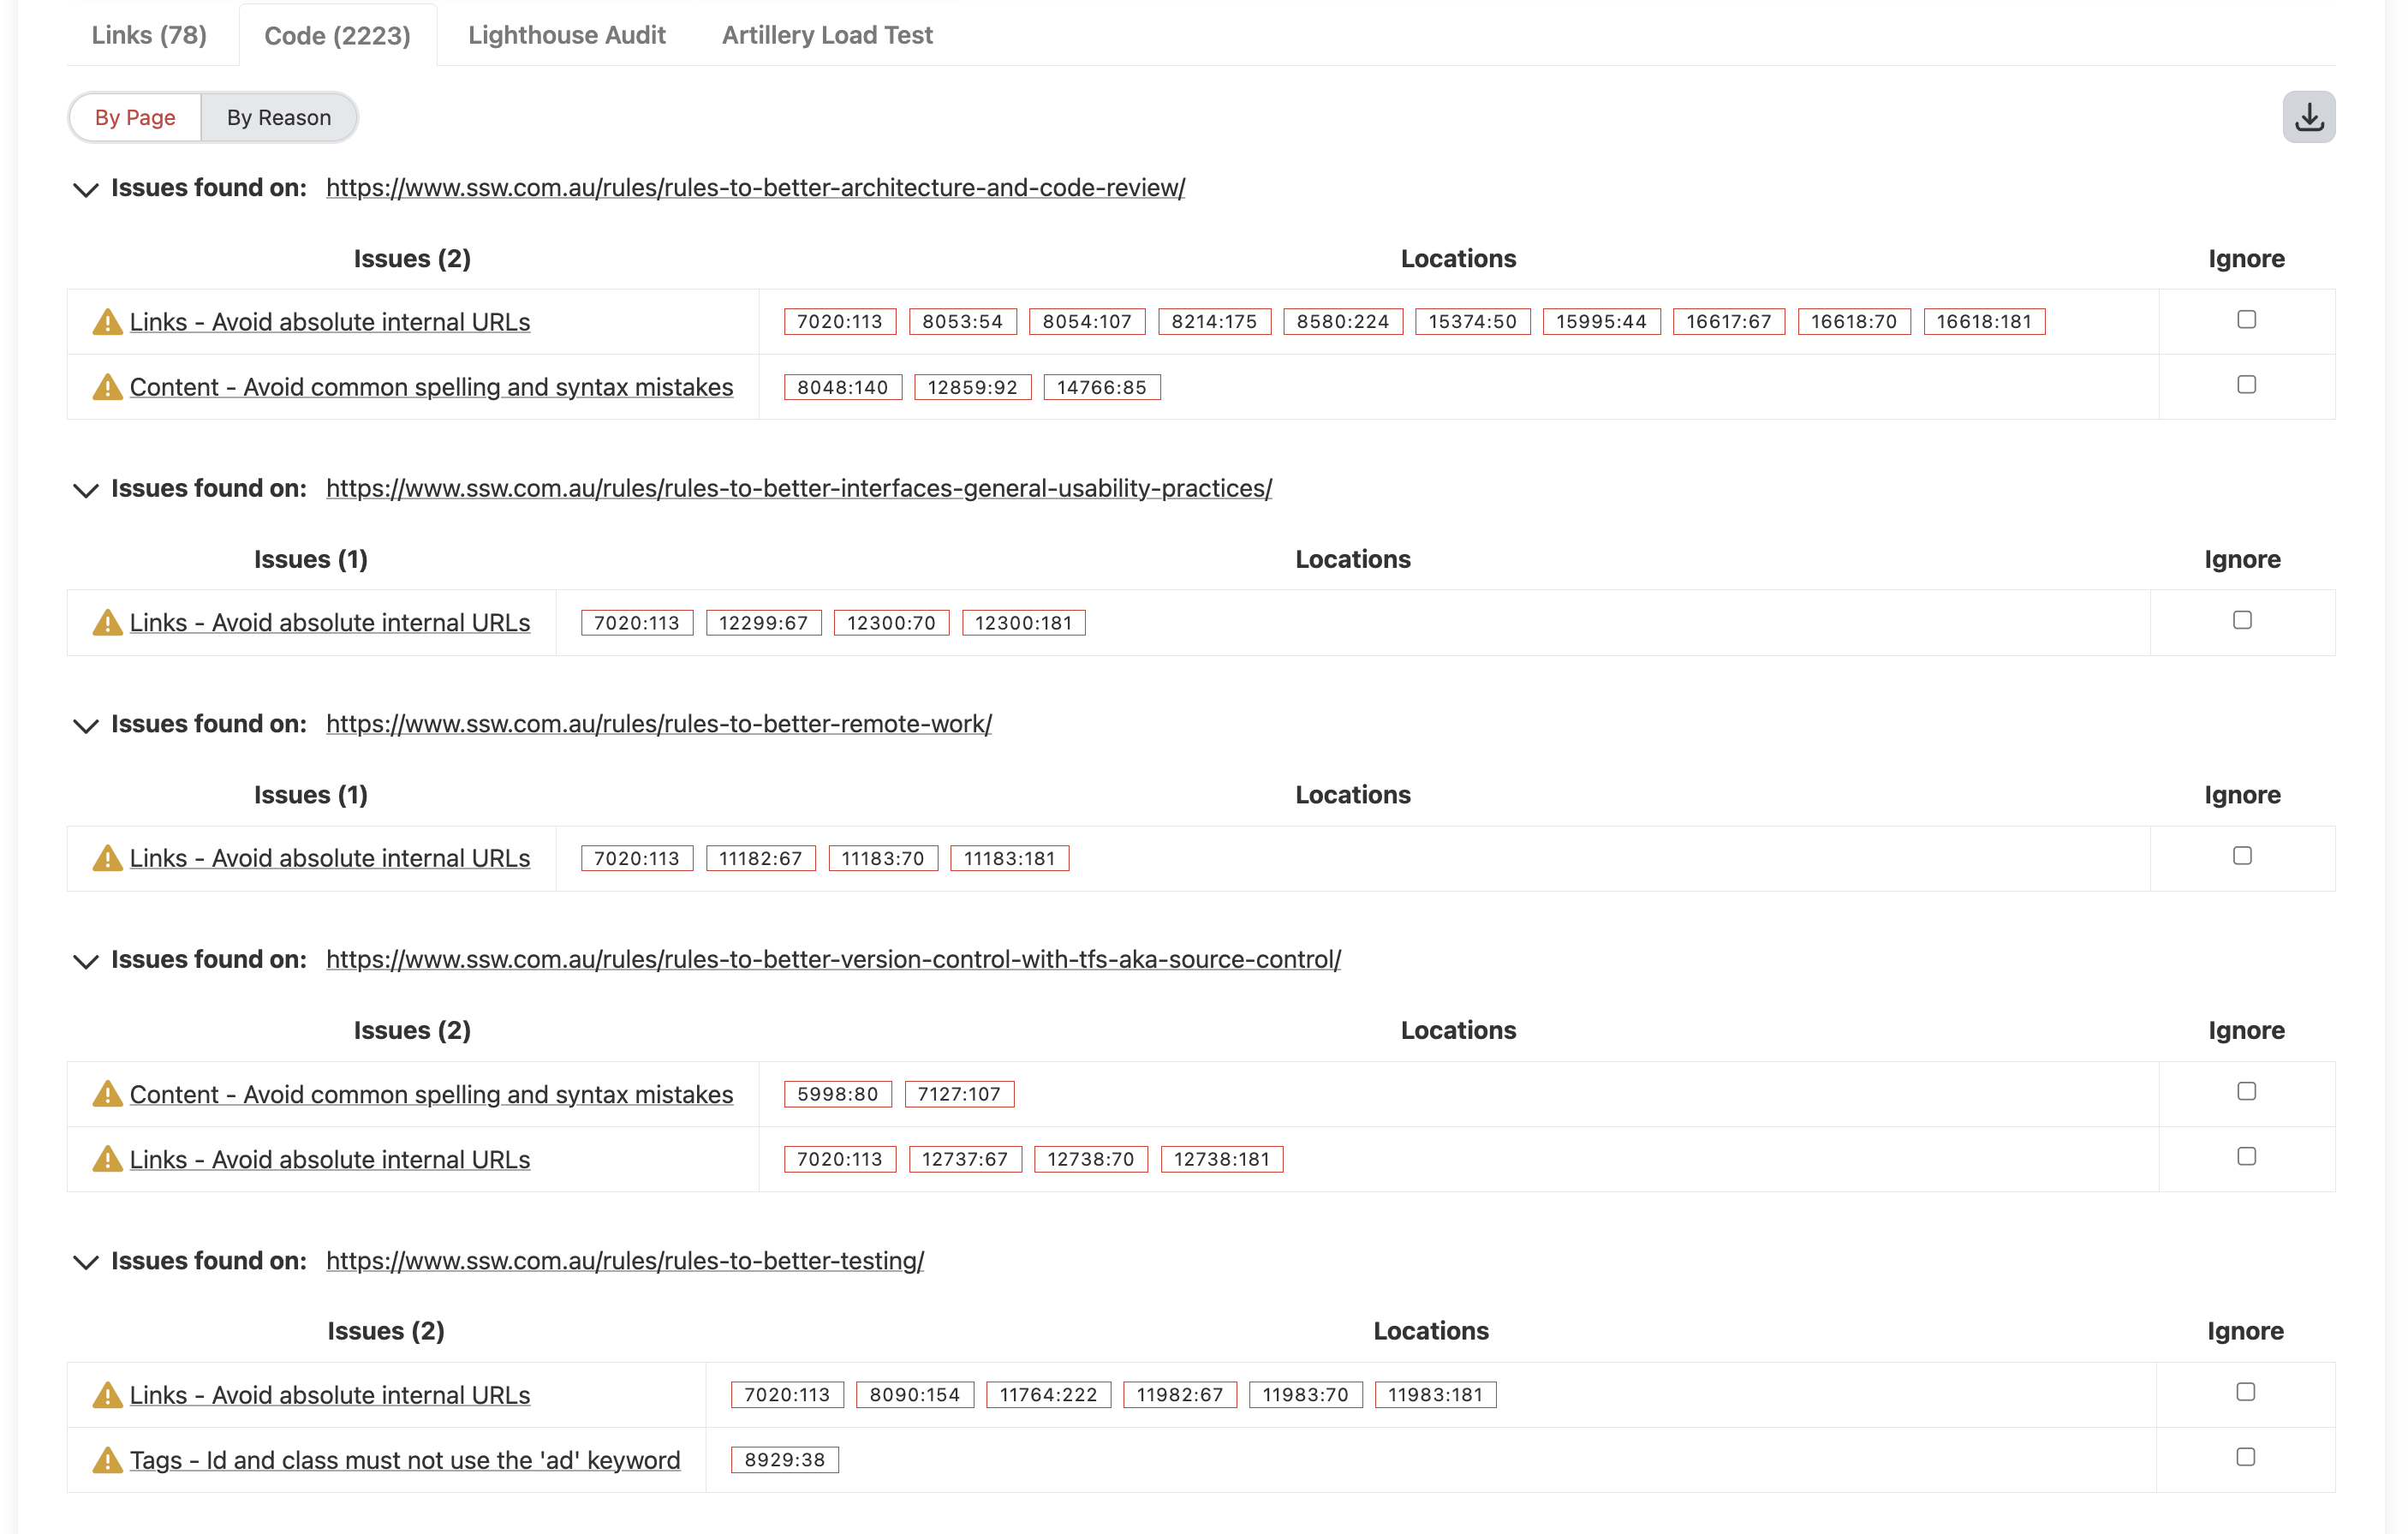 Links (78) Code (2223) Lighthouse Audit Artillery Load Test
By Page By Reason
Issues found on: https://www.ssw.com.au/rules/rules-to-better-architecture-and-code-review/
Issues (2) Locations Ignore
Links - Avoid absolute internal URLs 7020:113 8053:54 8054:107 8214:175 8580:224 15374:50 15995:44 16617:67 16618:70 16618:181
Content - Avoid common spelling and syntax mistakes 8048:140 12859:92 14766:85
Issues found on: https://www.ssw.com.au/rules/rules-to-better-interfaces-general-usability-practices/
Issues (1) Locations Ignore
Links - Avoid absolute internal URLs 7020:113 12299:67 12300:70 12300:181
Issues found on: https://www.ssw.com.au/rules/rules-to-better-remote-work/
Issues (1) Locations Ignore
Links - Avoid absolute internal URLs 7020:113 11182:67 11183:70 11183:181
Issues found on: https://www.ssw.com.au/rules/rules-to-better-version-control-with-tfs-aka-source-control/
Issues (2) Locations Ignore
Content - Avoid common spelling and syntax mistakes 5998:80 7127:107
Links - Avoid absolute internal URLs 7020:113 12737:67 12738:70 12738:181
Issues found on: https://www.ssw.com.au/rules/rules-to-better-testing/
Issues (2) Locations Ignore
Links - Avoid absolute internal URLs 7020:113 8090:154 11764:222 11982:67 11983:70 11983:181
Tags - Id and class must not use the 'ad' keyword 8929:38